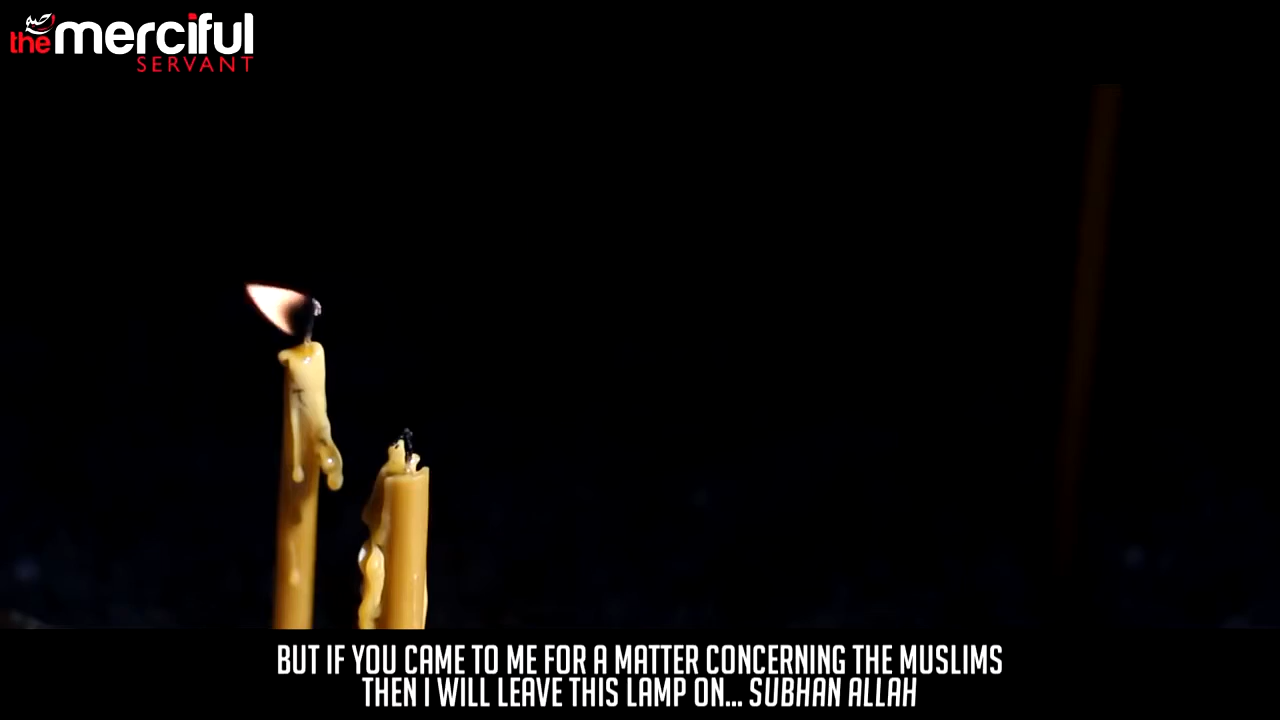 the merciful
SERVANT
BUT IF YOU CAME TO ME FOR A MATTER CONCERNING THE MUSLIMS
THEN I WILL LEAVE THIS LAMP ON... SUBHAN ALLAH